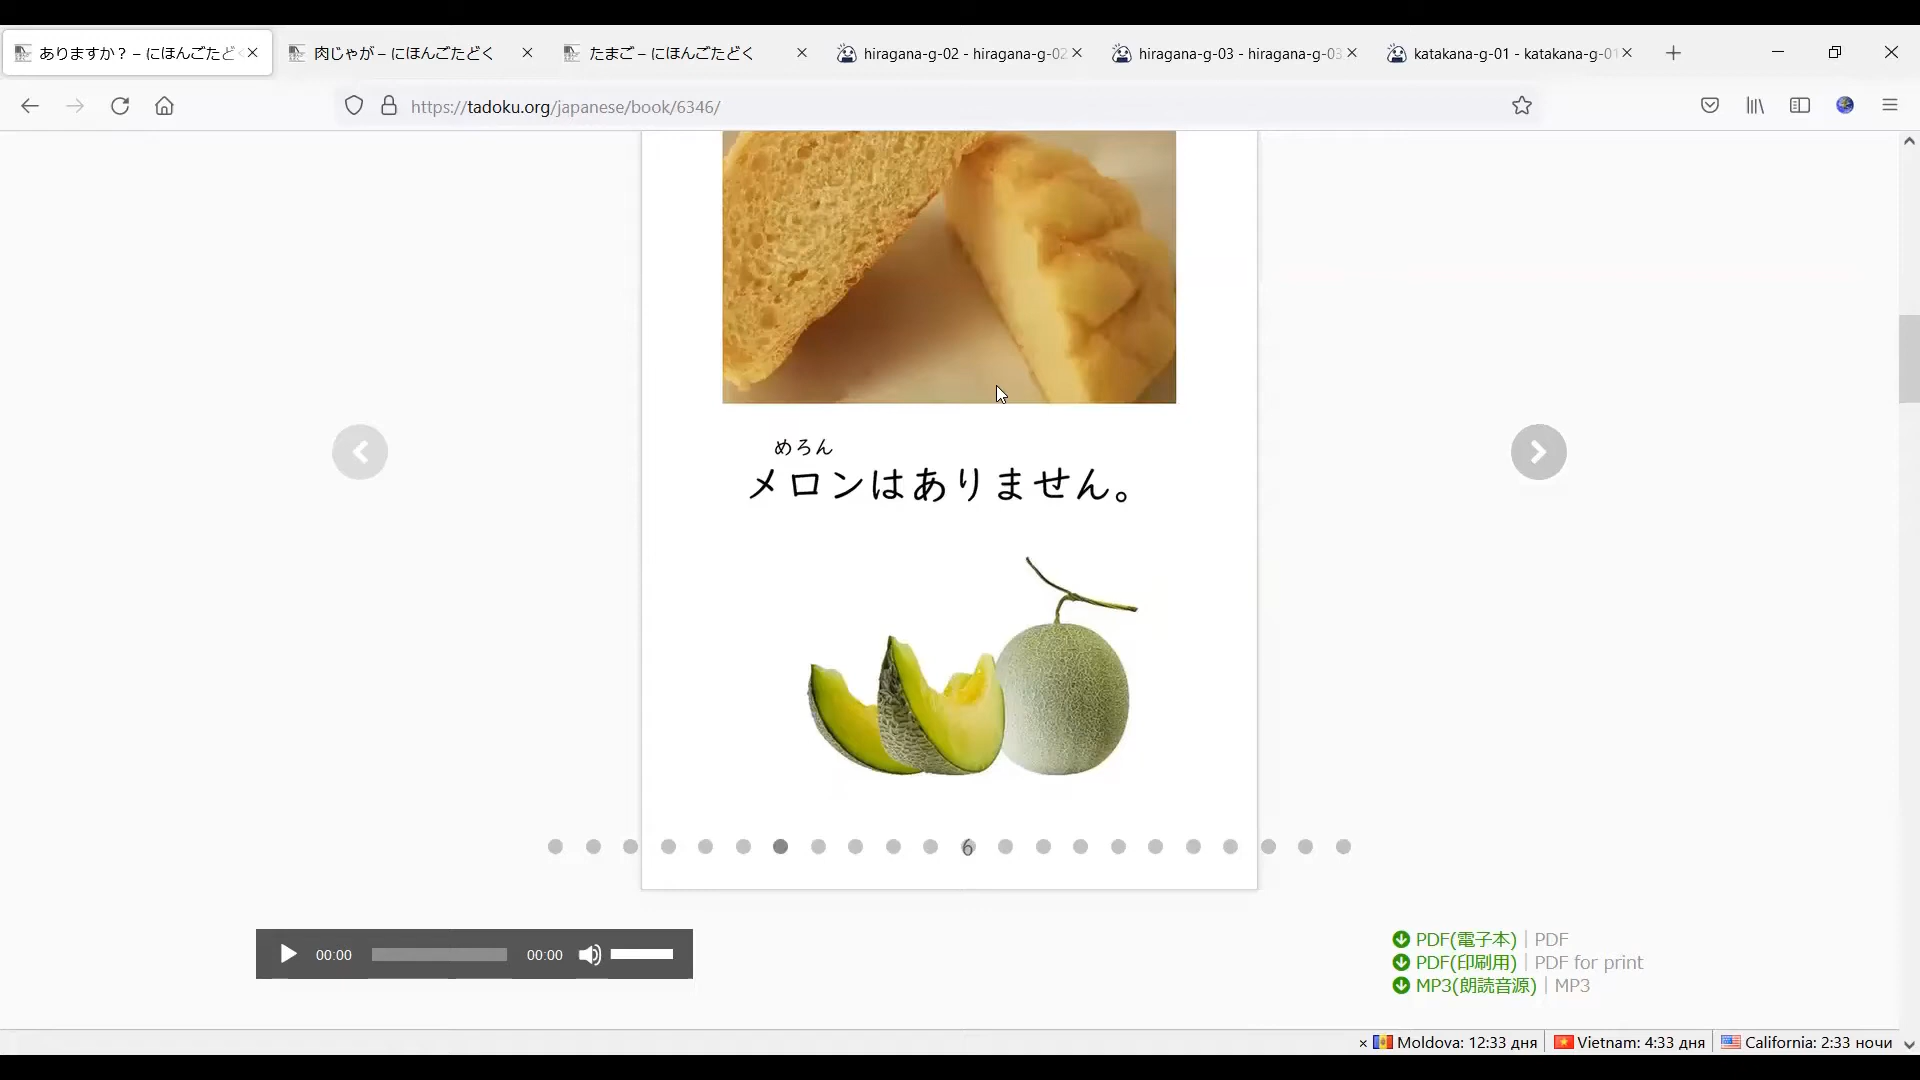 ありますか？ – にほんごたどく
肉じゃが – にほんごたどく
たまご – にほんごたどく
hiragana-g-02 - hiragana-g-02
hiragana-g-03 - hiragana-g-03
katakana-g-01 - katakana-g-01
https://tadoku.org/japanese/book/6346/
めろん
メロンはありません。
6
00:00
00:00
PDF(電子本) | PDF
PDF(印刷用) | PDF for print
MP3(朗読音源) | MP3
× Moldova: 12:33 дня
Vietnam: 4:33 дня
California: 2:33 ночи